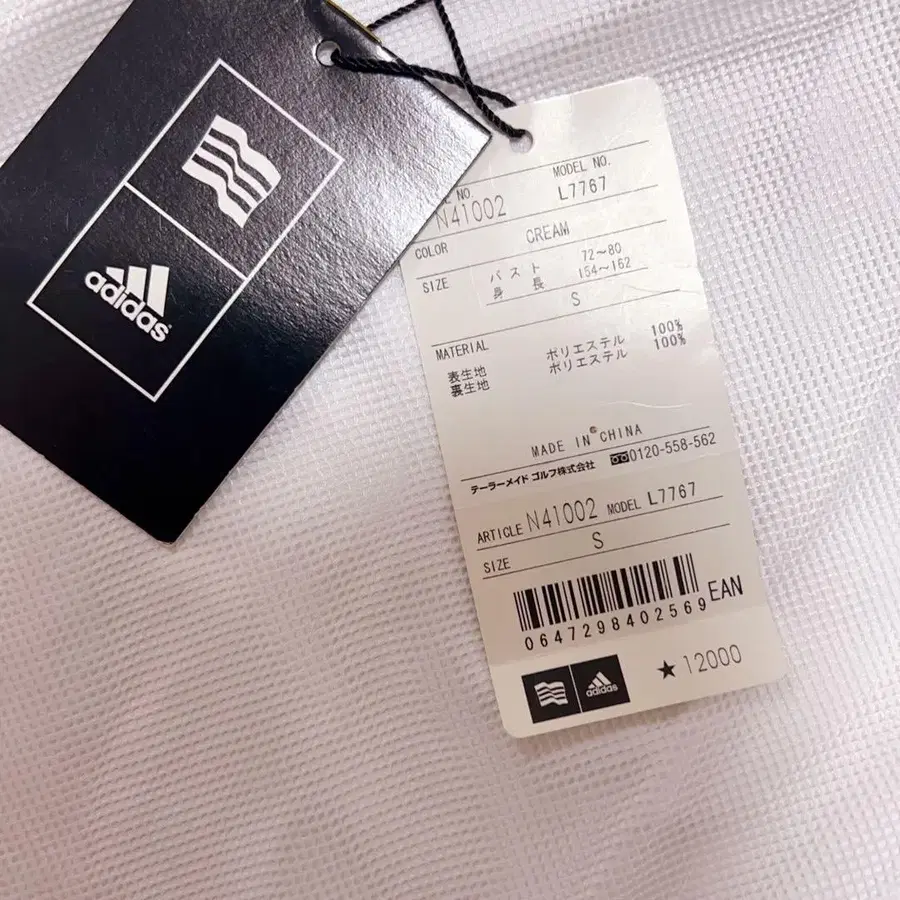 adidas
LE NO. MODEL NO.
N41002 L7767
COLOR CREAM
SIZE バスト 72~80
身長 154~162
S
MATERIAL
表生地 ポリエステル 100%
裏生地 ポリエステル 100%
MADE IN CHINA
テーラーメイド ゴルフ株式会社 0120-558-562
ARTICLE N41002 MODEL L7767
SIZE S
0647298402569 EAN
adidas ★12000